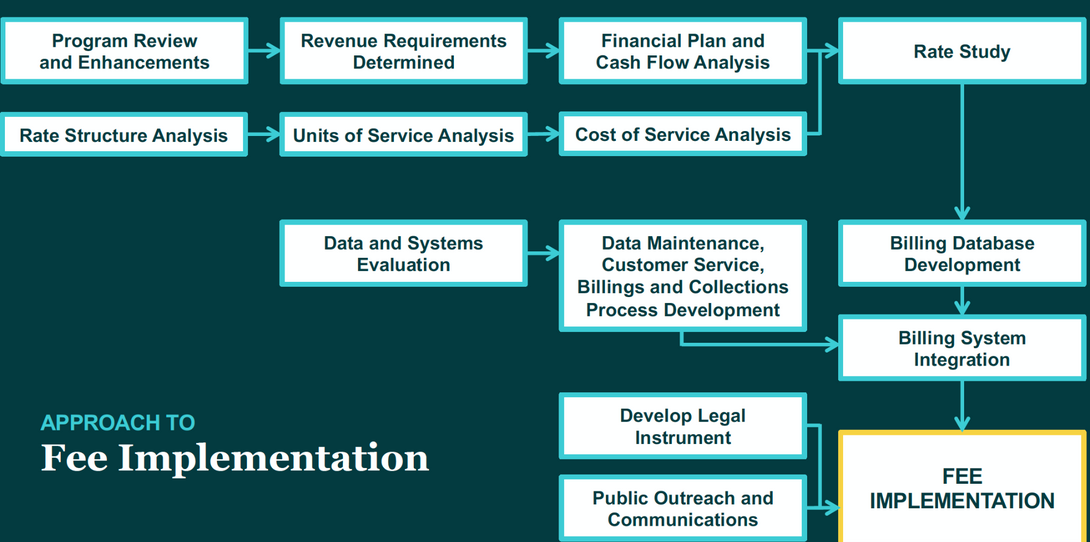 Program Review
and Enhancements
Revenue Requirements
Determined
Financial Plan and
Cash Flow Analysis
Rate Study
Rate Structure Analysis
Units of Service Analysis
Cost of Service Analysis
Data and Systems
Evaluation
Data Maintenance,
Customer Service,
Billings and Collections
Process Development
Billing Database
Development
Billing System
Integration
Develop Legal
Instrument
APPROACH TO
Fee Implementation
Public Outreach and
Communications
FEE
IMPLEMENTATION